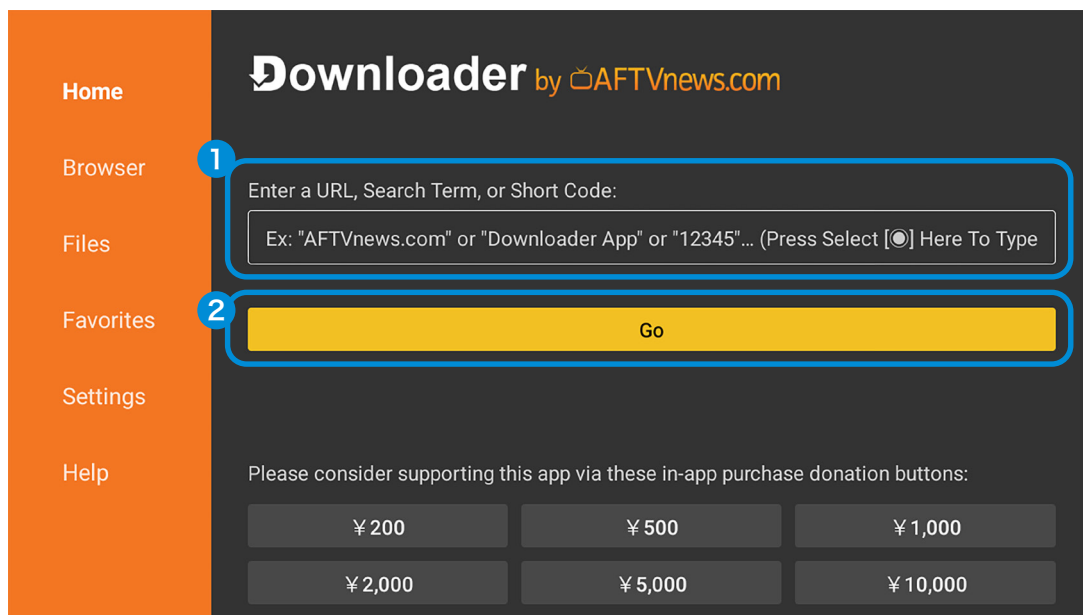 Downloader by AFTVnews.com
Home
Browser
Files
Favorites
Settings
Help
1
Enter a URL, Search Term, or Short Code:
Ex: "AFTVnews.com" or "Downloader App" or "12345"... (Press Select [◉] Here To Type
2
Go
Please consider supporting this app via these in-app purchase donation buttons:
¥200 ¥500 ¥1,000
¥2,000 ¥5,000 ¥10,000